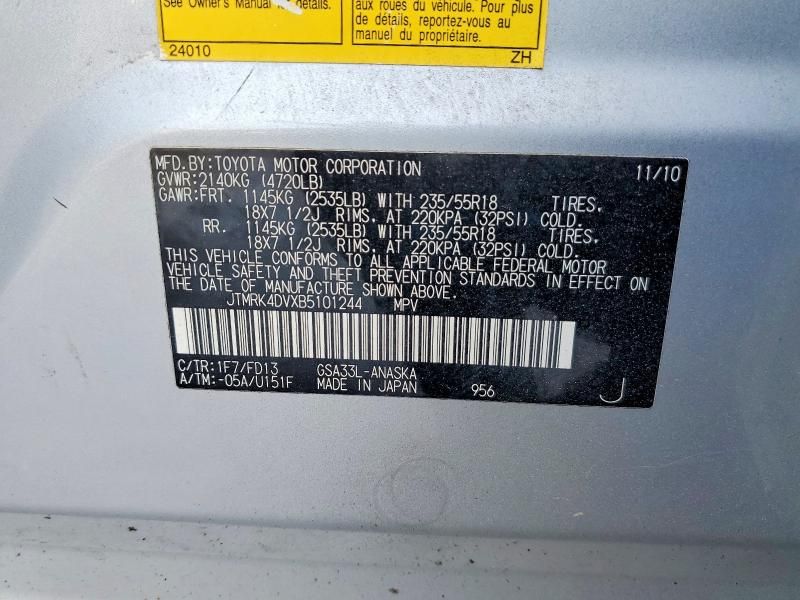 See Owner's Manual for details.
aux roues du véhicule. Pour plus
de détails, reportez-vous au
manuel du propriétaire.
24010
ZH
MFD.BY:TOYOTA MOTOR CORPORATION 11/10
GVWR:2140KG (4720LB)
GAWR:FRT. 1145KG (2535LB) WITH 235/55R18 TIRES.
18X7 1/2J RIMS. AT 220KPA (32PSI) COLD.
RR. 1145KG (2535LB) WITH 235/55R18 TIRES.
18X7 1/2J RIMS. AT 220KPA (32PSI) COLD.
THIS VEHICLE CONFORMS TO ALL APPLICABLE FEDERAL MOTOR
VEHICLE SAFETY AND THEFT PREVENTION STANDARDS IN EFFECT ON
THE DATE OF MANUFACTURE SHOWN ABOVE.
JTMRK4DVXB5101244 MPV
C/TR:1F7/FD13 GSA33L-ANASKA
A/TM:-05A/U151F MADE IN JAPAN 956 J